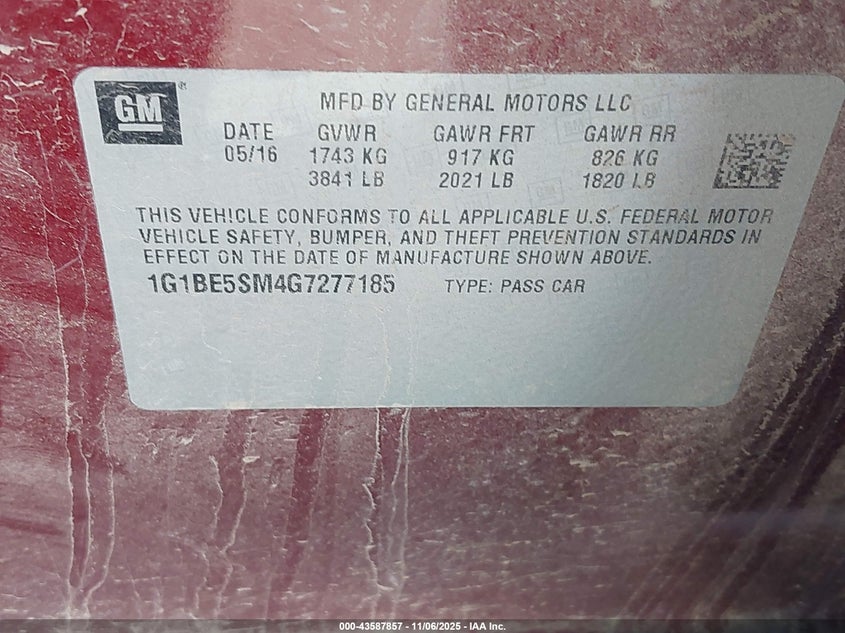 GM®
MFD BY GENERAL MOTORS LLC
DATE GVWR GAWR FRT GAWR RR
05/16 1743 KG 917 KG 826 KG
3841 LB 2021 LB 1820 LB
THIS VEHICLE CONFORMS TO ALL APPLICABLE U.S. FEDERAL MOTOR
VEHICLE SAFETY, BUMPER, AND THEFT PREVENTION STANDARDS IN
EFFECT ON THE DATE OF MANUFACTURE SHOWN ABOVE.
1G1BE5SM4G7277185 TYPE: PASS CAR
000-43587857 - 11/06/2025 - IAA Inc.